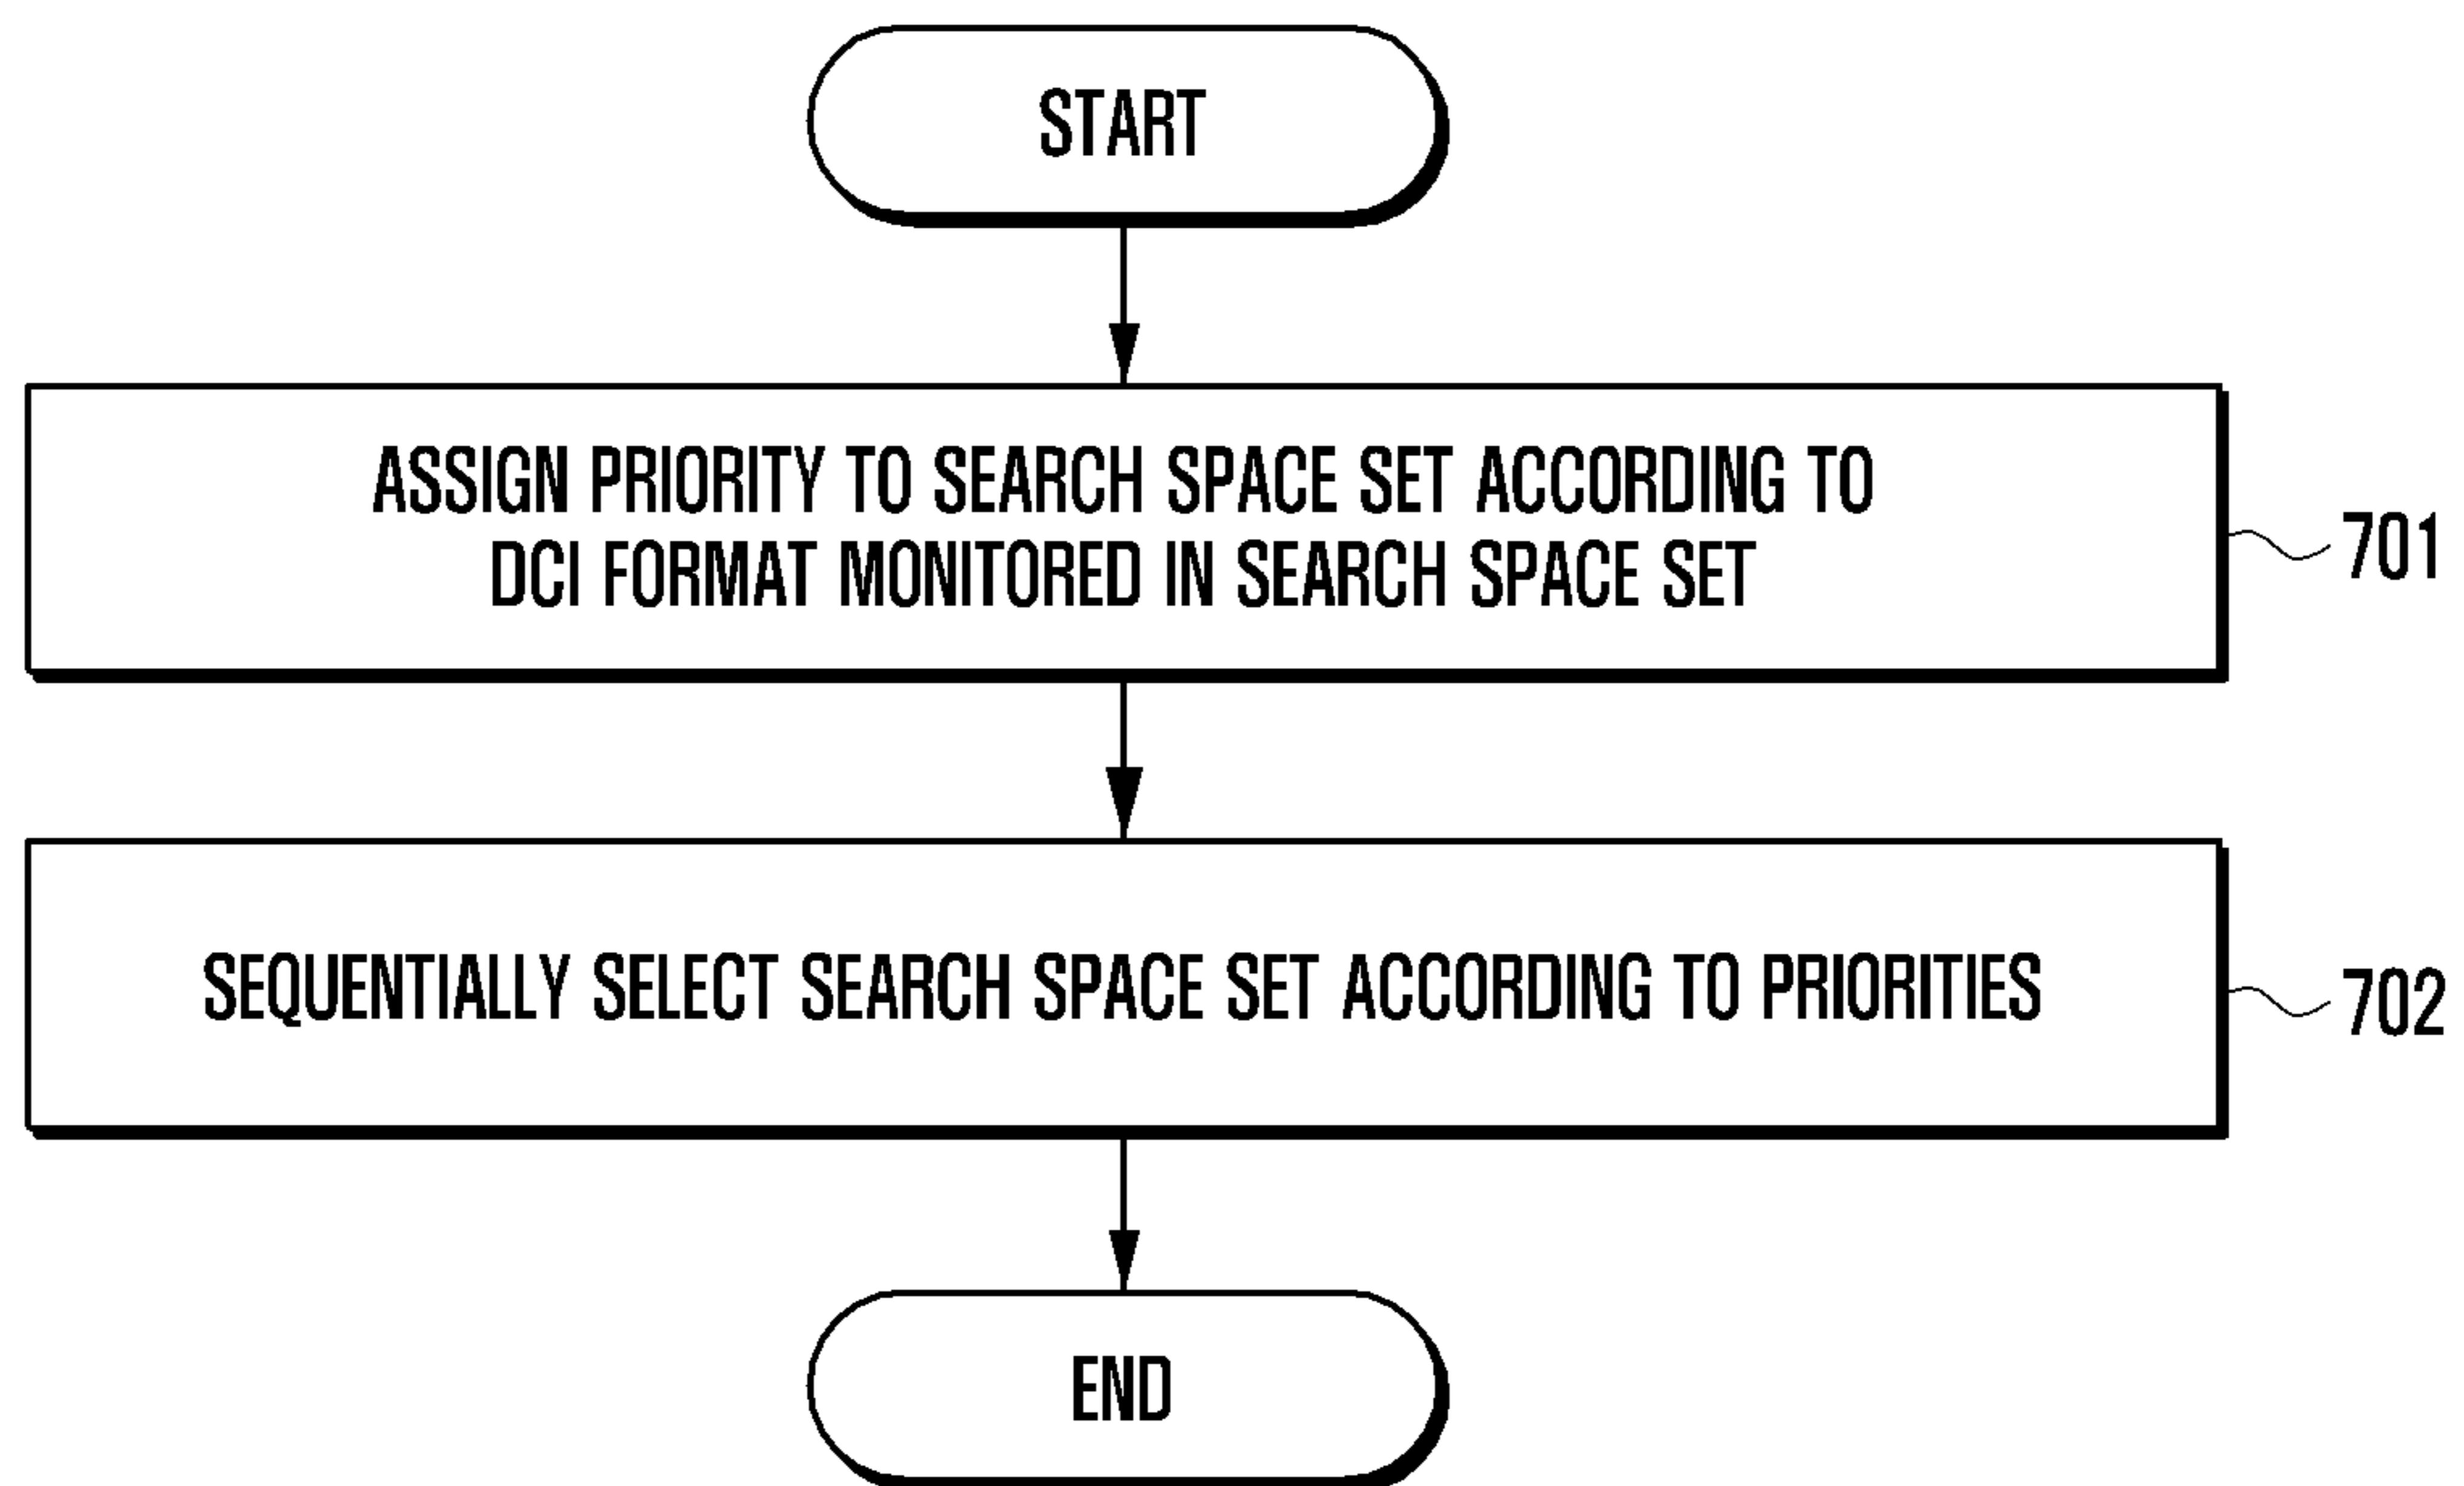 START
ASSIGN PRIORITY TO SEARCH SPACE SET ACCORDING TO
DCI FORMAT MONITORED IN SEARCH SPACE SET
701
SEQUENTIALLY SELECT SEARCH SPACE SET ACCORDING TO PRIORITIES
702
END